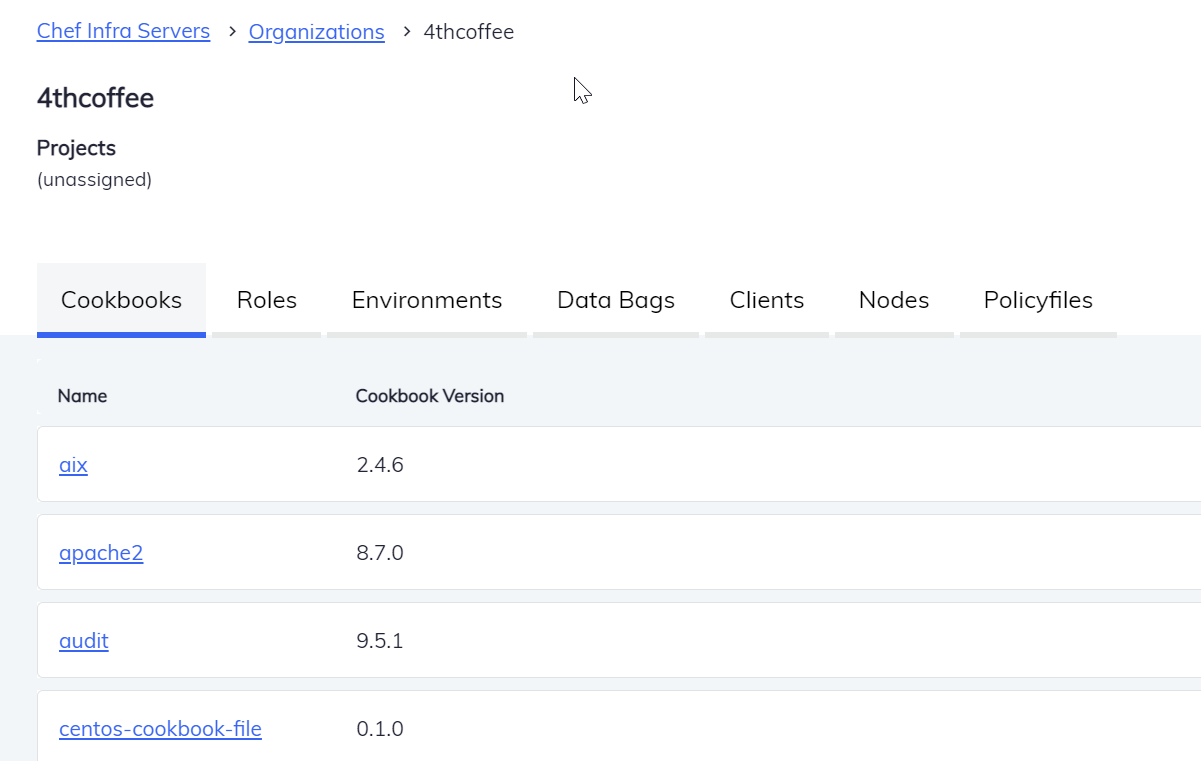 Chef Infra Servers > Organizations > 4thcoffee
4thcoffee
Projects
(unassigned)
Cookbooks Roles Environments Data Bags Clients Nodes Policyfiles
Name Cookbook Version
aix 2.4.6
apache2 8.7.0
audit 9.5.1
centos-cookbook-file 0.1.0